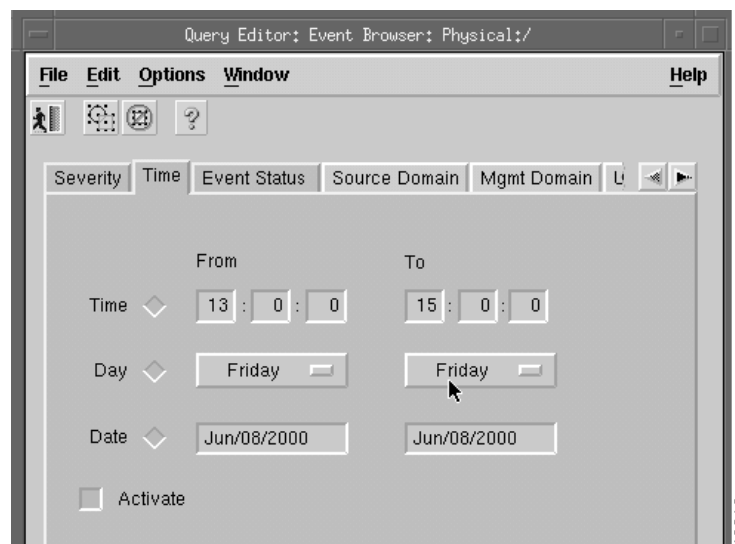 Query Editor: Event Browser: Physical:/
File Edit Options Window Help
?
Severity Time Event Status Source Domain Mgmt Domain
From To
Time 13 : 0 : 0 15 : 0 : 0
Day Friday Friday
Date Jun/08/2000 Jun/08/2000
Activate